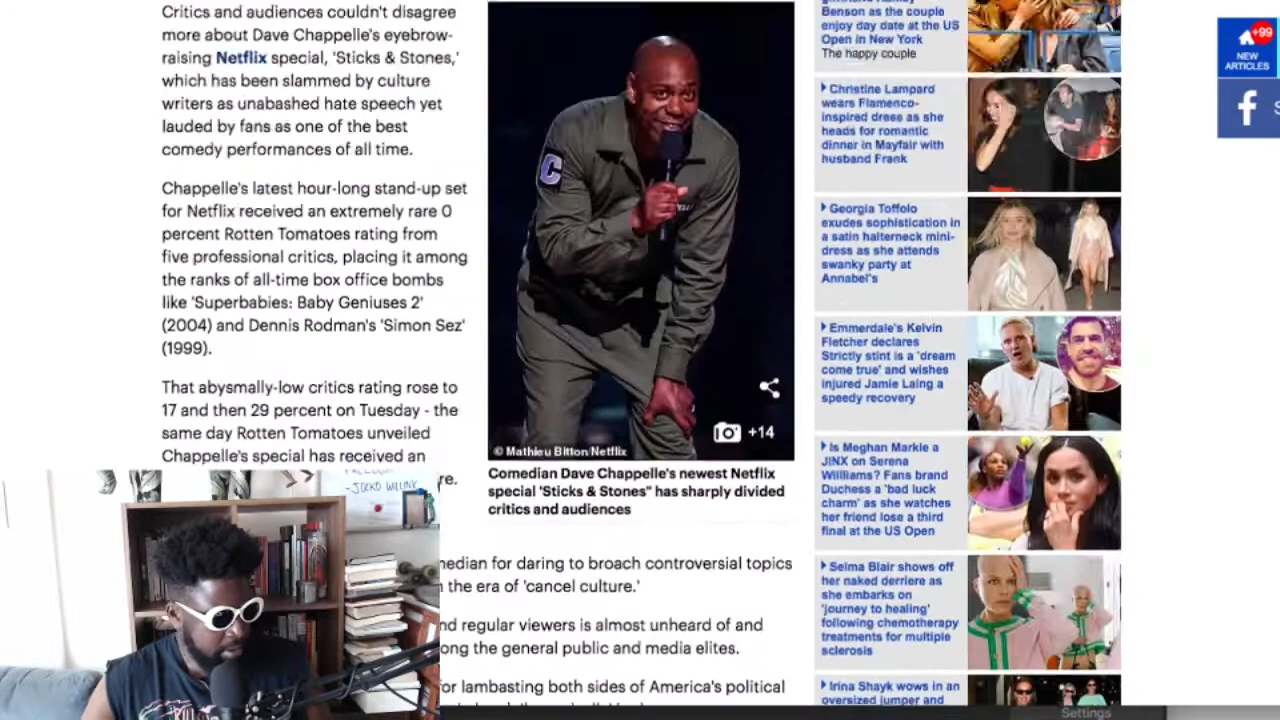 Critics and audiences couldn't disagree
more about Dave Chappelle's eyebrow-
raising Netflix special, 'Sticks & Stones,'
which has been slammed by culture
writers as unabashed hate speech yet
lauded by fans as one of the best
comedy performances of all time.
Chappelle's latest hour-long stand-up set
for Netflix received an extremely rare 0
percent Rotten Tomatoes rating from
five professional critics, placing it among
the ranks of all-time box office bombs
like 'Superbabies: Baby Geniuses 2'
(2004) and Dennis Rodman's 'Simon Sez'
(1999).
That abysmally-low critics rating rose to
17 and then 29 percent on Tuesday - the
same day Rotten Tomatoes unveiled
Chappelle's special has received an
re.
- JOCKO WILLINK
C
+14
© Mathieu Bitton/Netflix
Comedian Dave Chappelle's newest Netflix
special 'Sticks & Stones" has sharply divided
critics and audiences
nedian for daring to broach controversial topics
n the era of 'cancel culture.'
nd regular viewers is almost unheard of and
ong the general public and media elites.
or lambasting both sides of America's political
Benson as the couple
enjoy day date at the US
Open in New York
The happy couple
Christine Lampard
wears Flamenco-
inspired dress as she
heads for romantic
dinner in Mayfair with
husband Frank
Georgia Toffolo
exudes sophistication in
a satin halterneck mini-
dress as she attends
swanky party at
Annabel's
Emmerdale's Kelvin
Fletcher declares
Strictly stint is a 'dream
come true' and wishes
injured Jamie Laing a
speedy recovery
Is Meghan Markle a
JINX on Serena
Williams? Fans brand
Duchess a 'bad luck
charm' as she watches
her friend lose a third
final at the US Open
Selma Blair shows off
her naked derriere as
she embarks on
'journey to healing'
following chemotherapy
treatments for multiple
sclerosis
Irina Shayk wows in an
oversized jumper and
+99
NEW
ARTICLES
f
Settings